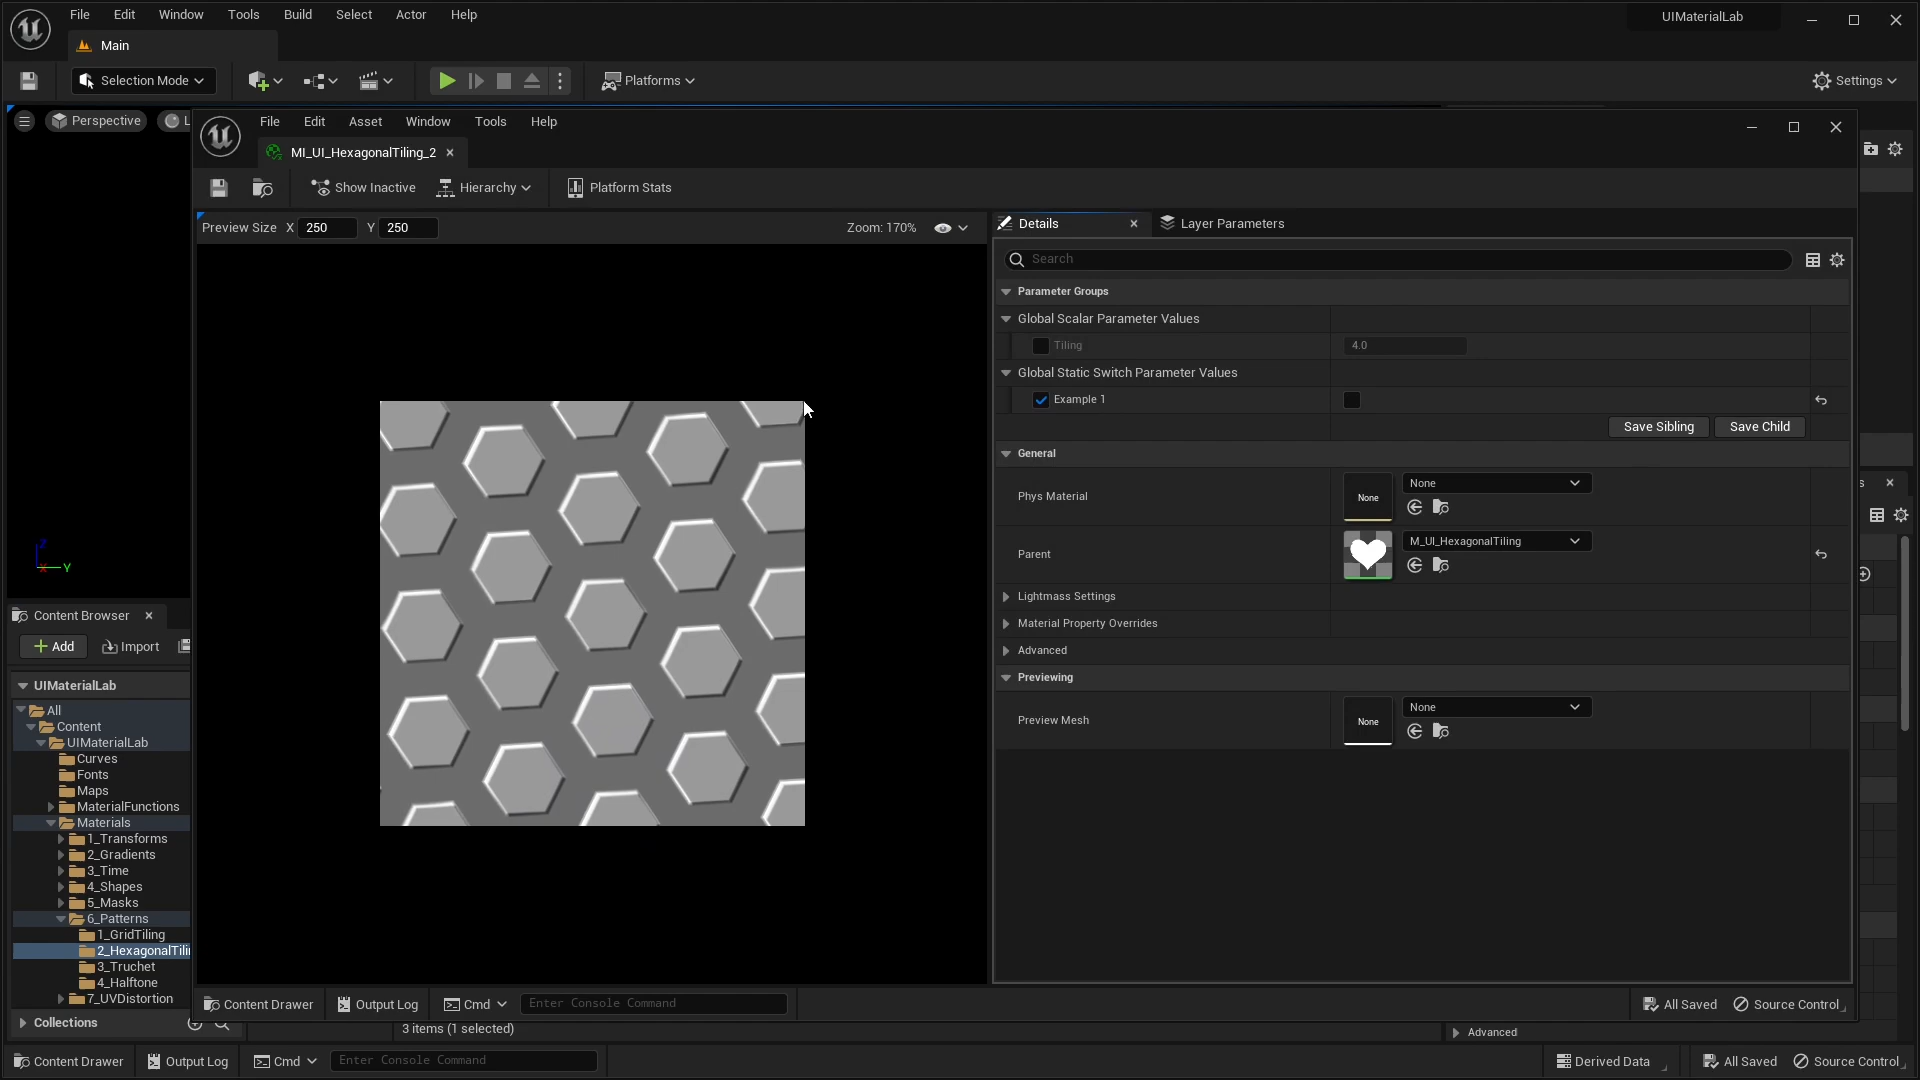 File Edit Window Tools Build Select Actor Help
UIMaterialLab
Main
Selection Mode
Platforms
Settings
Perspective
L
File Edit Asset Window Tools Help
MI_UI_HexagonalTiling_2
Show Inactive
Hierarchy
Platform Stats
Preview Size X 250 Y 250
Zoom: 170%
Details
Layer Parameters
Search
Parameter Groups
Global Scalar Parameter Values
Tiling 4.0
Global Static Switch Parameter Values
Example 1
Save Sibling Save Child
General
Phys Material None None
Parent M_UI_HexagonalTiling
Lightmass Settings
Material Property Overrides
Advanced
Previewing
Preview Mesh None None
Y
s
Content Browser
Add Import
UIMaterialLab
All
Content
UIMaterialLab
Curves
Fonts
Maps
MaterialFunctions
Materials
1_Transforms
2_Gradients
3_Time
4_Shapes
5_Masks
6_Patterns
1_GridTiling
2_HexagonalTilin
3_Truchet
4_Halftone
7_UVDistortion
Collections
Content Drawer Output Log Cmd Enter Console Command
All Saved Source Control
3 items (1 selected)
Advanced
Content Drawer Output Log Cmd Enter Console Command
Derived Data All Saved Source Control